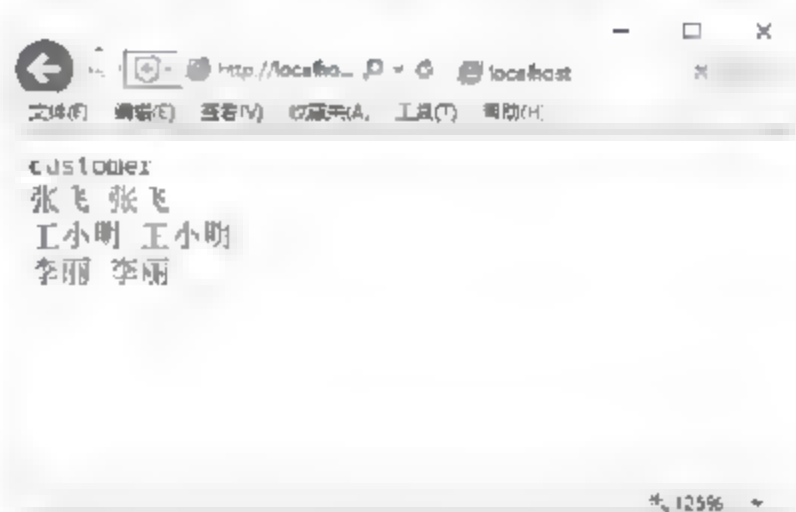 http://localho... localhost
文件(F) 编辑(E) 查看(V) 收藏夹(A) 工具(T) 帮助(H)
customer
张飞 张飞
王小明 王小明
李丽 李丽
125%